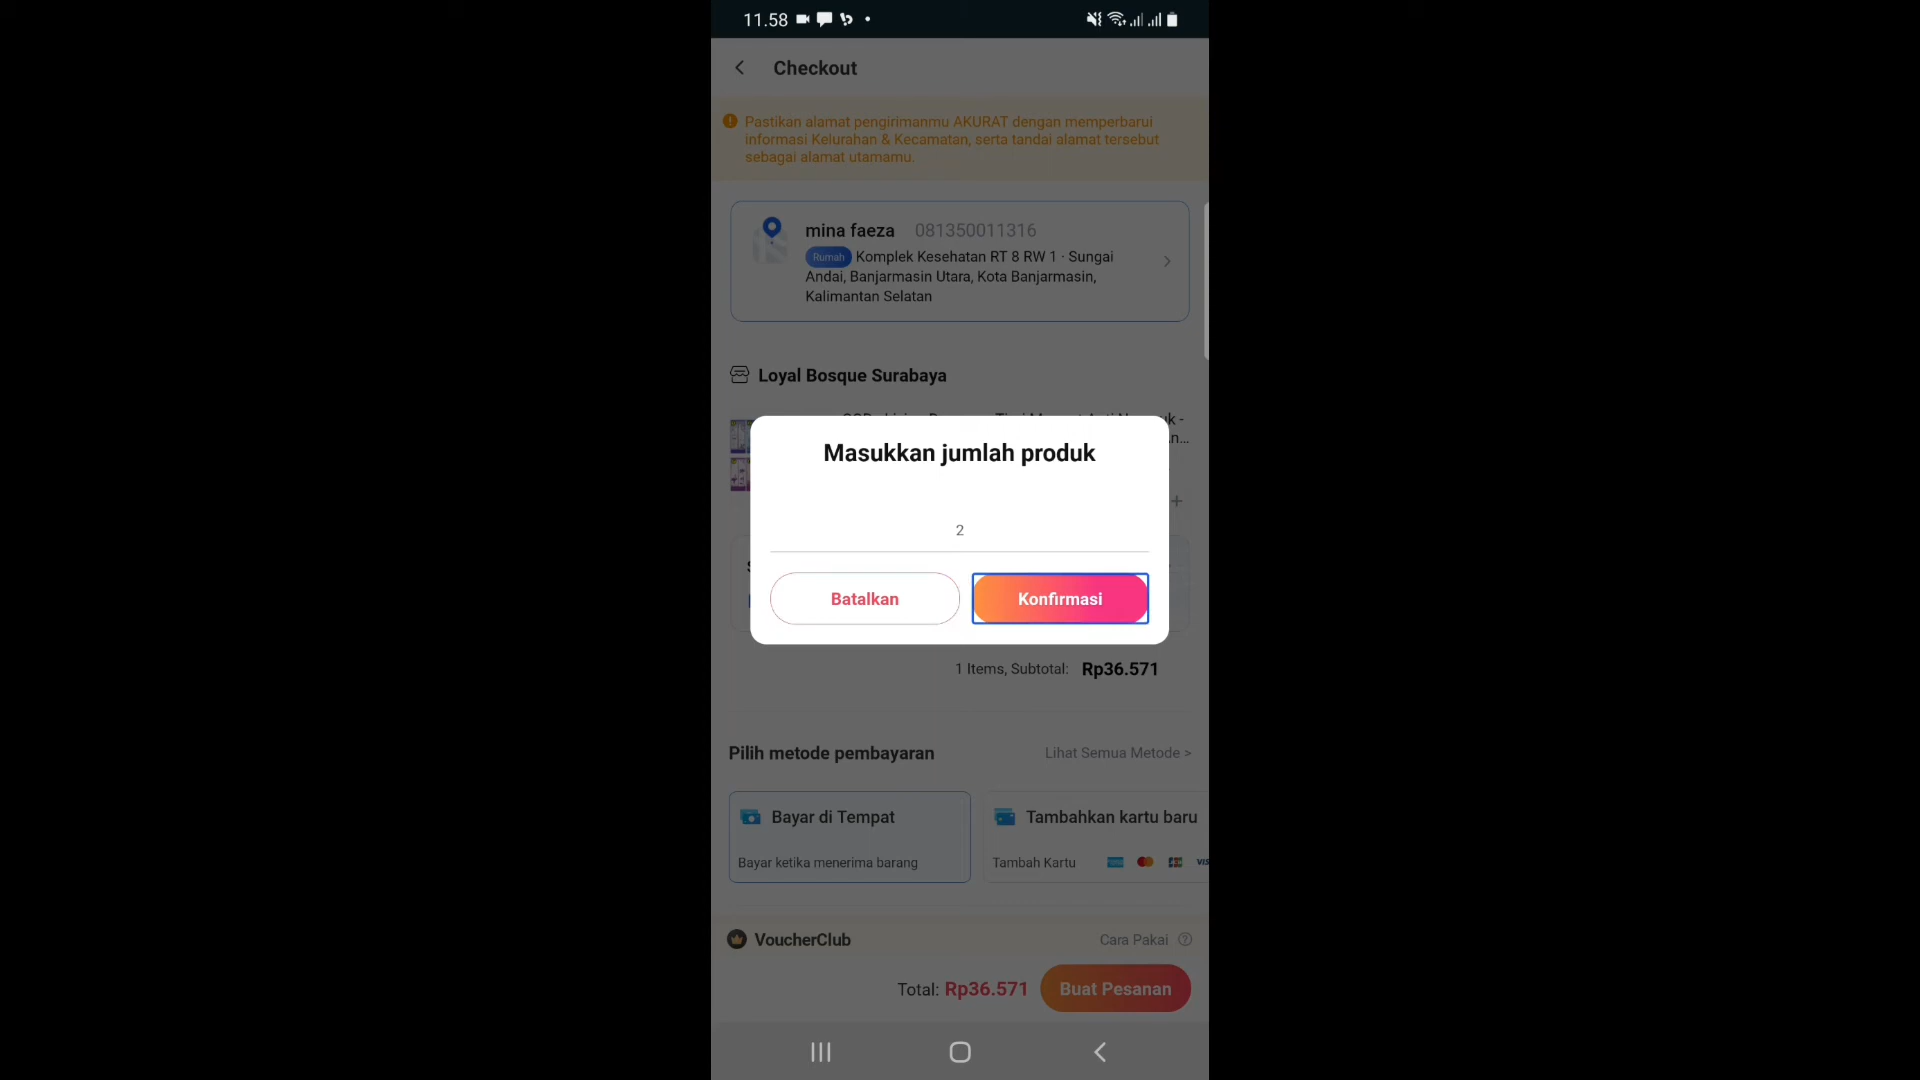 11.58
Checkout
Pastikan alamat pengirimanmu AKURAT dengan memperbarui
informasi Kelurahan & Kecamatan, serta tandai alamat tersebut
sebagai alamat utamamu.
mina faeza 081350011316
Rumah Komplek Kesehatan RT 8 RW 1 · Sungai
Andai, Banjarmasin Utara, Kota Banjarmasin,
Kalimantan Selatan
Loyal Bosque Surabaya
Masukkan jumlah produk
+
2
Batalkan Konfirmasi
1 Items, Subtotal: Rp36.571
Pilih metode pembayaran Lihat Semua Metode >
Bayar di Tempat
Bayar ketika menerima barang
Tambahkan kartu baru
Tambah Kartu
VoucherClub Cara Pakai
Total: Rp36.571 Buat Pesanan